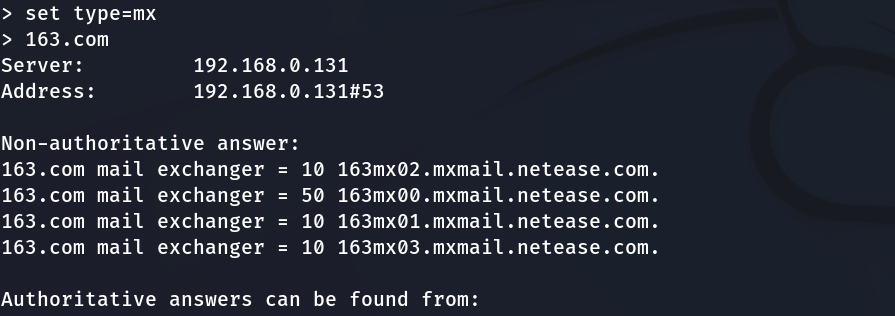 > set type=mx
> 163.com
Server:         192.168.0.131
Address:        192.168.0.131#53
Non-authoritative answer:
163.com mail exchanger = 10 163mx02.mxmail.netease.com.
163.com mail exchanger = 50 163mx00.mxmail.netease.com.
163.com mail exchanger = 10 163mx01.mxmail.netease.com.
163.com mail exchanger = 10 163mx03.mxmail.netease.com.
Authoritative answers can be found from: